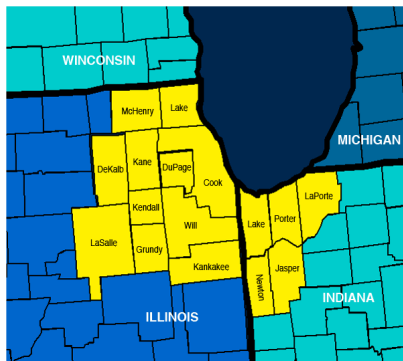 WISCONSIN
McHenry
Lake
MICHIGAN
DeKalb
Kane
DuPage
Cook
LaPorte
Kendall
Lake
Porter
Will
LaSalle
Grundy
Kankakee
Newton
Jasper
ILLINOIS
INDIANA